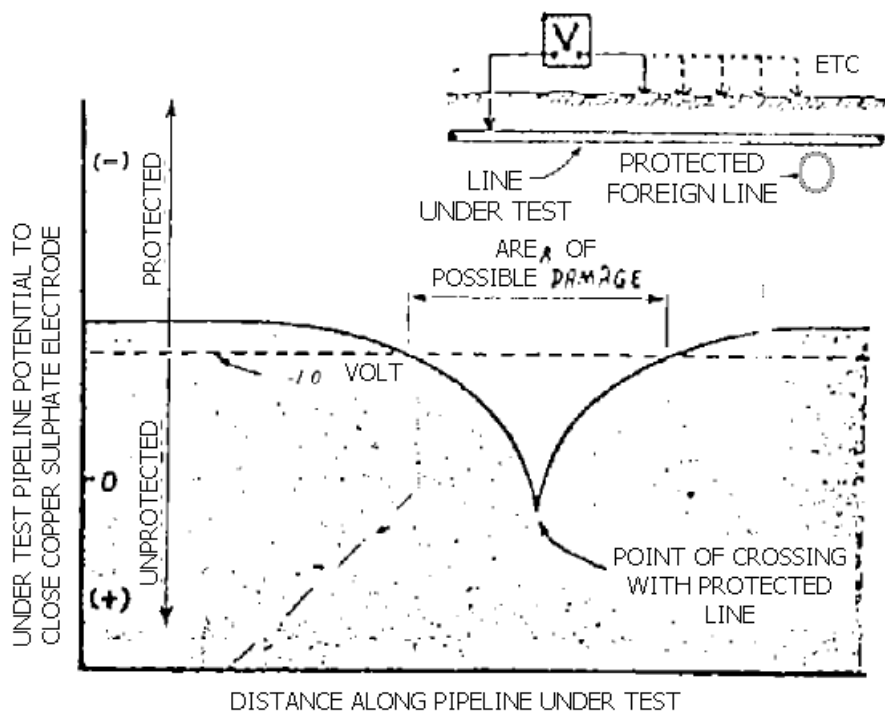 V
ETC
LINE
UNDER TEST
PROTECTED
FOREIGN LINE
AREA OF
POSSIBLE DAMAGE
(-)
PROTECTED
-1.0 VOLT
0
UNPROTECTED
(+)
UNDER TEST PIPELINE POTENTIAL TO
CLOSE COPPER SULPHATE ELECTRODE
POINT OF CROSSING
WITH PROTECTED
LINE
DISTANCE ALONG PIPELINE UNDER TEST